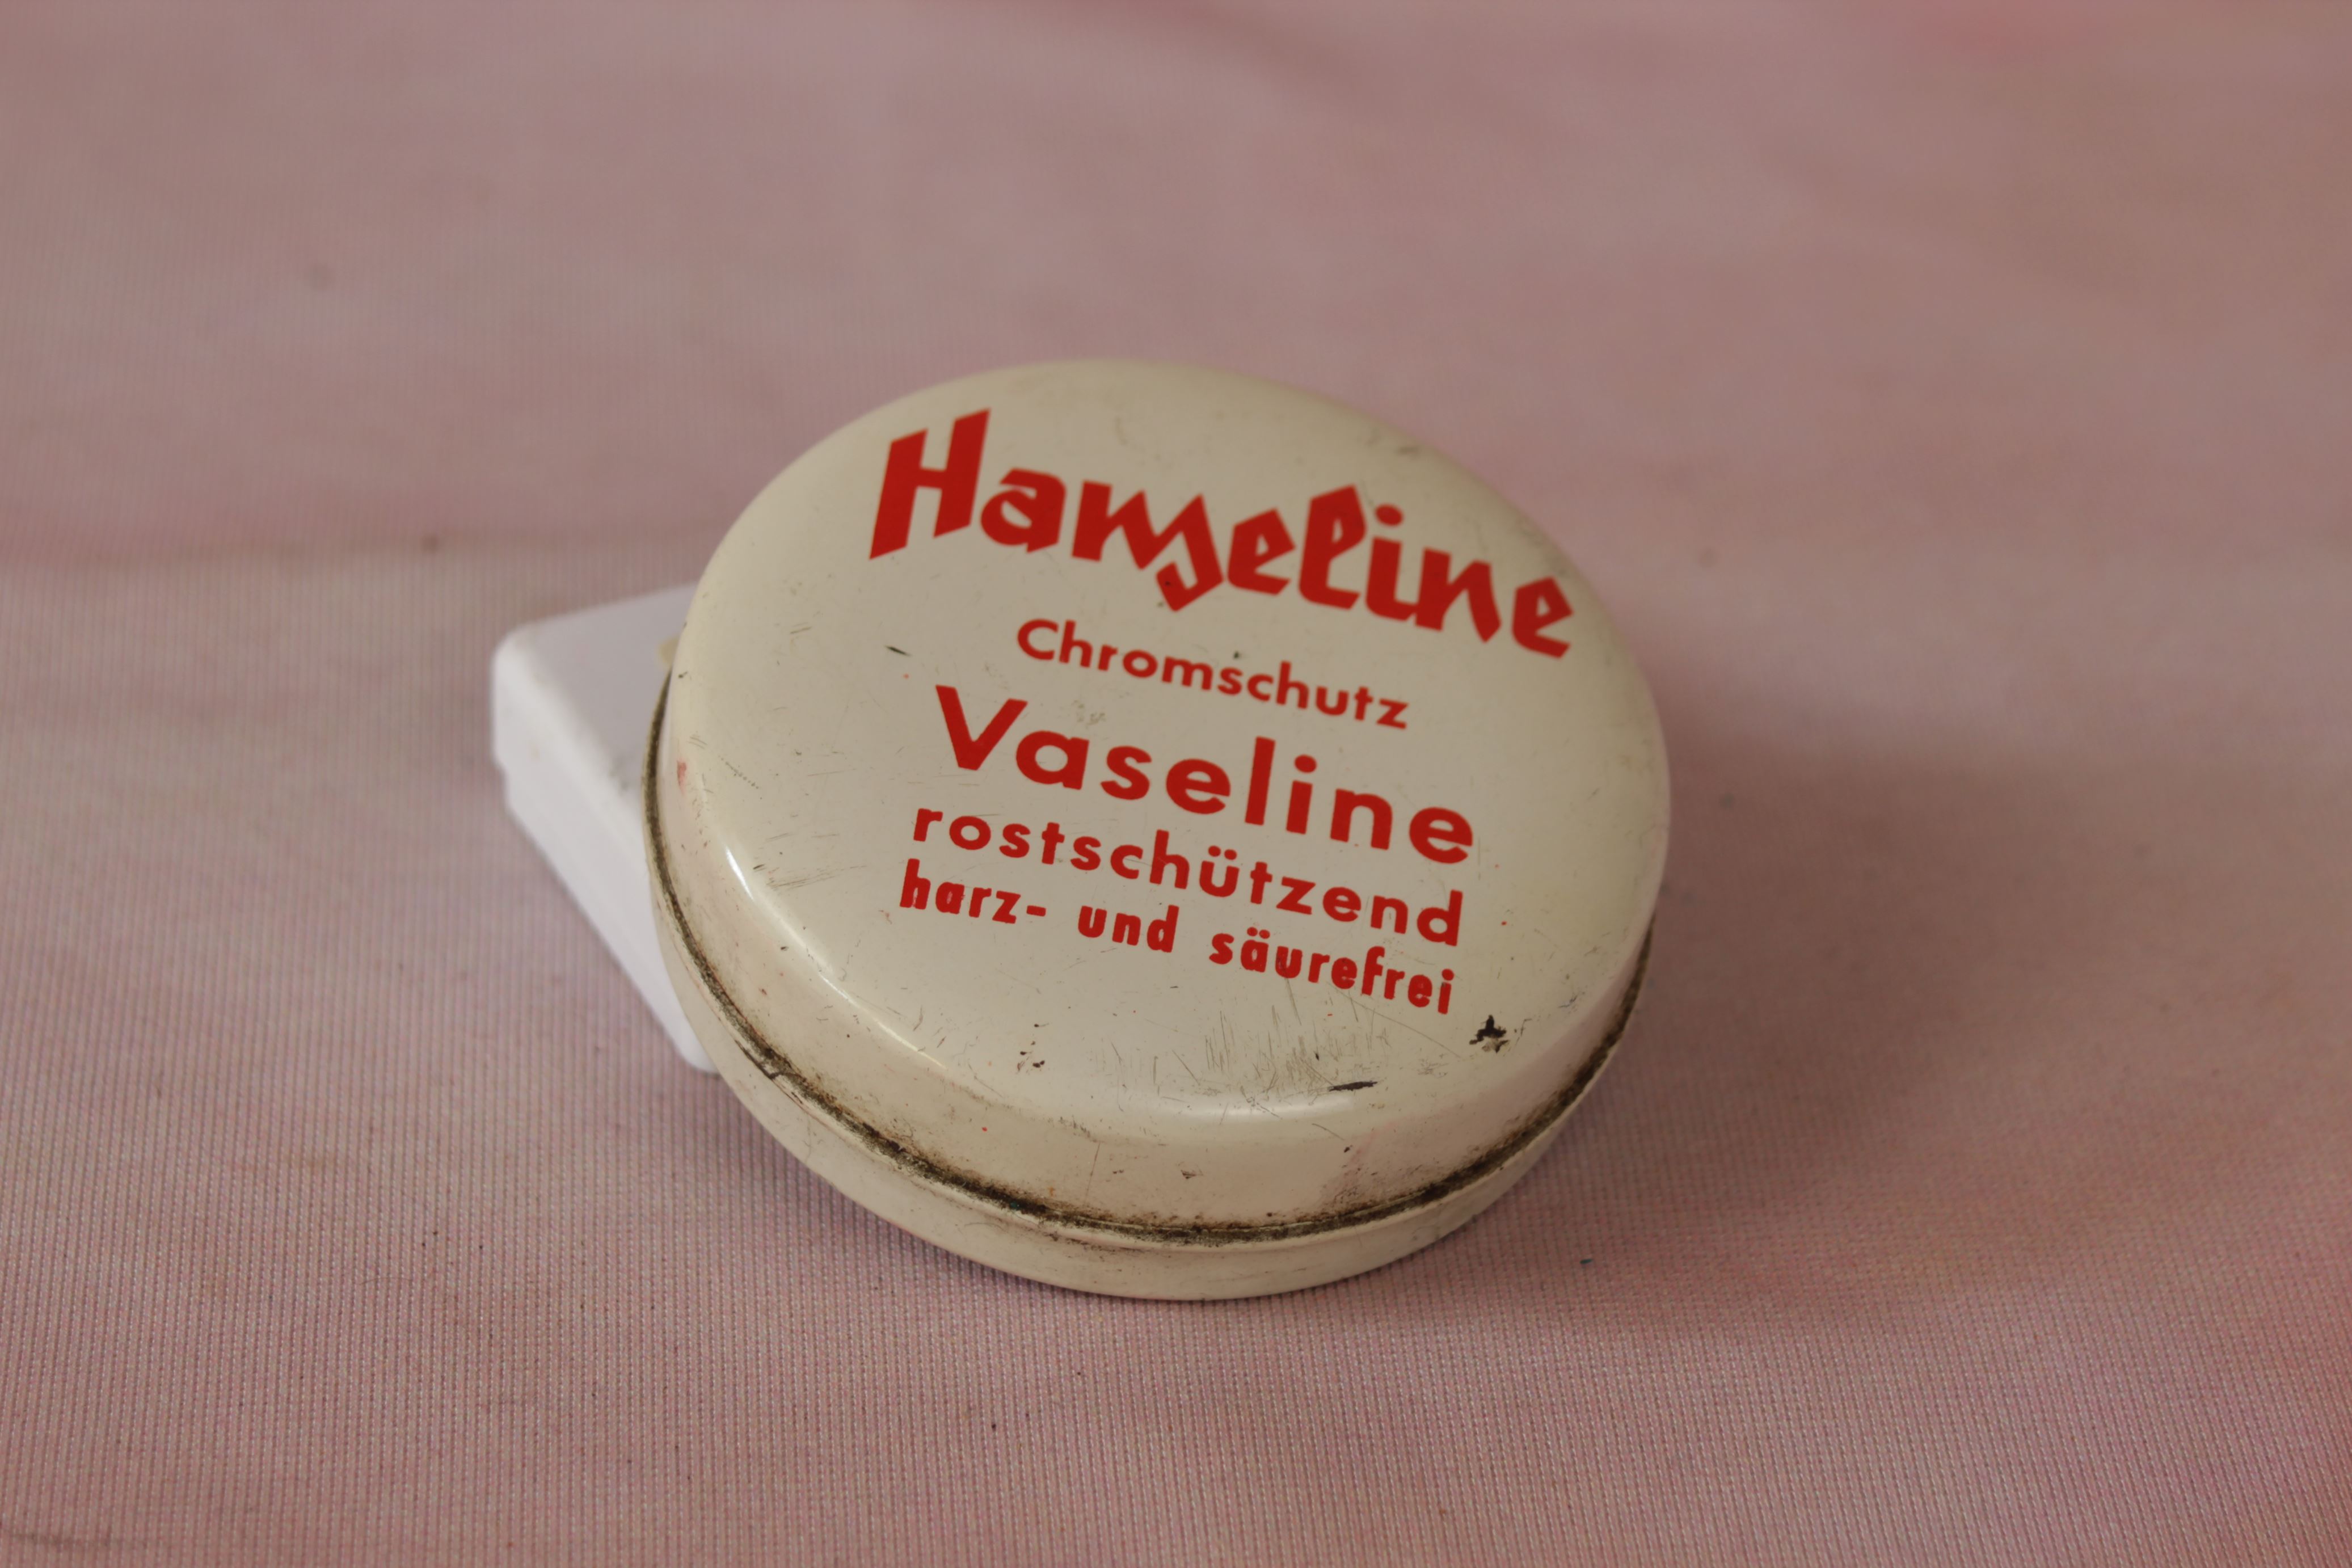 Hanseline
Chromschutz
Vaseline
rostschützend
harz- und säurefrei